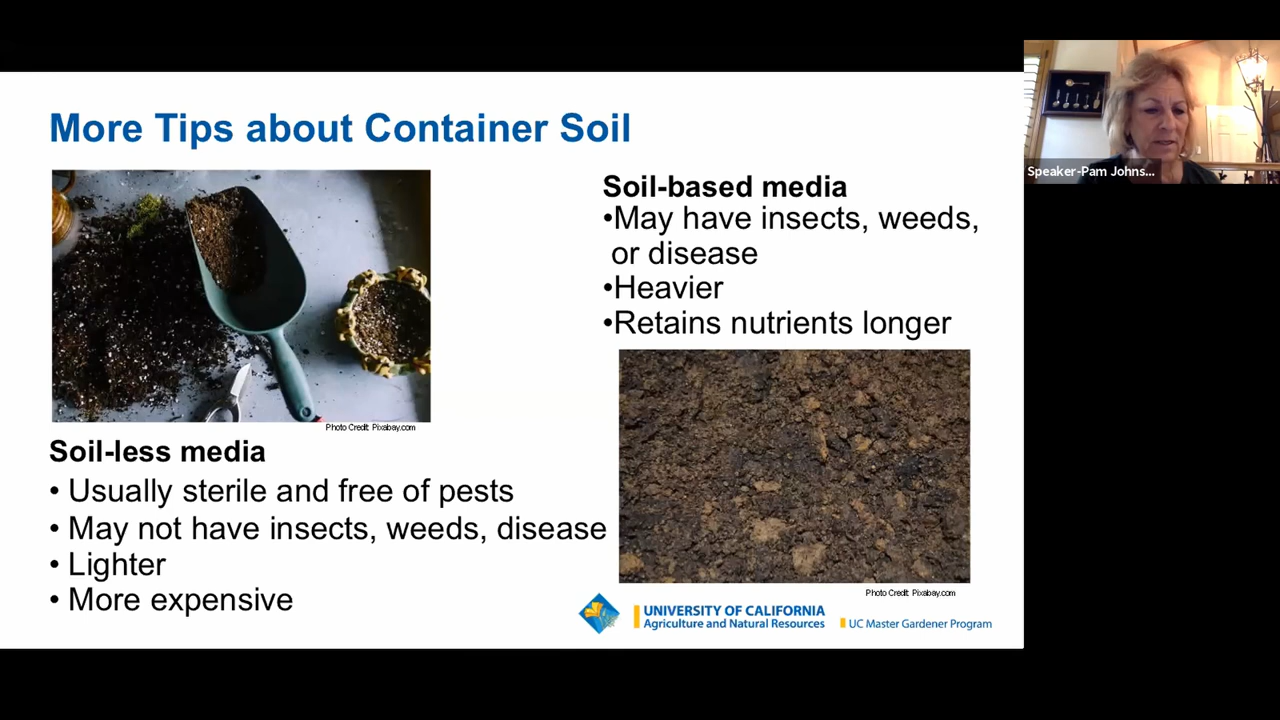 More Tips about Container Soil
Photo Credit: Pixabay.com
Soil-less media
• Usually sterile and free of pests
• May not have insects, weeds, disease
• Lighter
• More expensive
Soil-based media
•May have insects, weeds,
or disease
•Heavier
•Retains nutrients longer
Photo Credit: Pixabay.com
UNIVERSITY OF CALIFORNIA
Agriculture and Natural Resources
UC Master Gardener Program
Speaker-Pam Johns...